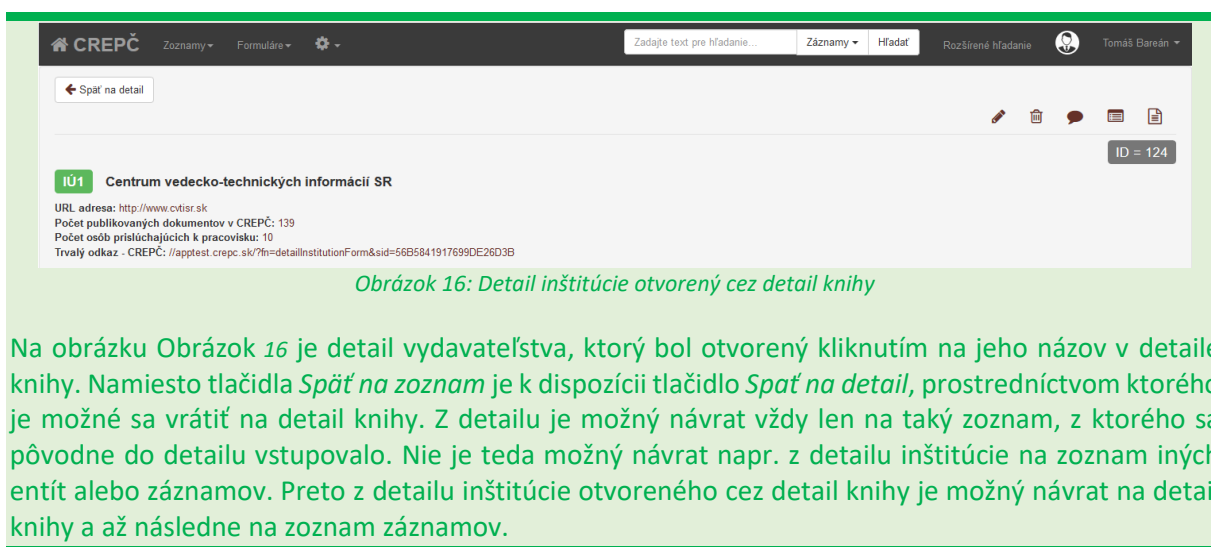 CREPČ Zoznamy Formuláre Zadajte text pre hľadanie... Záznamy Hľadať Rozšírené hľadanie Tomáš Bareán
Späť na detail
ID = 124
IÚ1 Centrum vedecko-technických informácií SR
URL adresa: http://www.cvtisr.sk
Počet publikovaných dokumentov v CREPČ: 139
Počet osôb prislúchajúcich k pracovisku: 10
Trvalý odkaz - CREPČ: //apptest.crepc.sk/?fn=detailInstitutionForm&sid=56B5841917699DE26D3B
Obrázok 16: Detail inštitúcie otvorený cez detail knihy
Na obrázku Obrázok 16 je detail vydavateľstva, ktorý bol otvorený kliknutím na jeho názov v detaile
knihy. Namiesto tlačidla Späť na zoznam je k dispozícii tlačidlo Spať na detail, prostredníctvom ktorého
je možné sa vrátiť na detail knihy. Z detailu je možný návrat vždy len na taký zoznam, z ktorého sa
pôvodne do detailu vstupovalo. Nie je teda možný návrat napr. z detailu inštitúcie na zoznam iných
entít alebo záznamov. Preto z detailu inštitúcie otvoreného cez detail knihy je možný návrat na detai
knihy a až následne na zoznam záznamov.